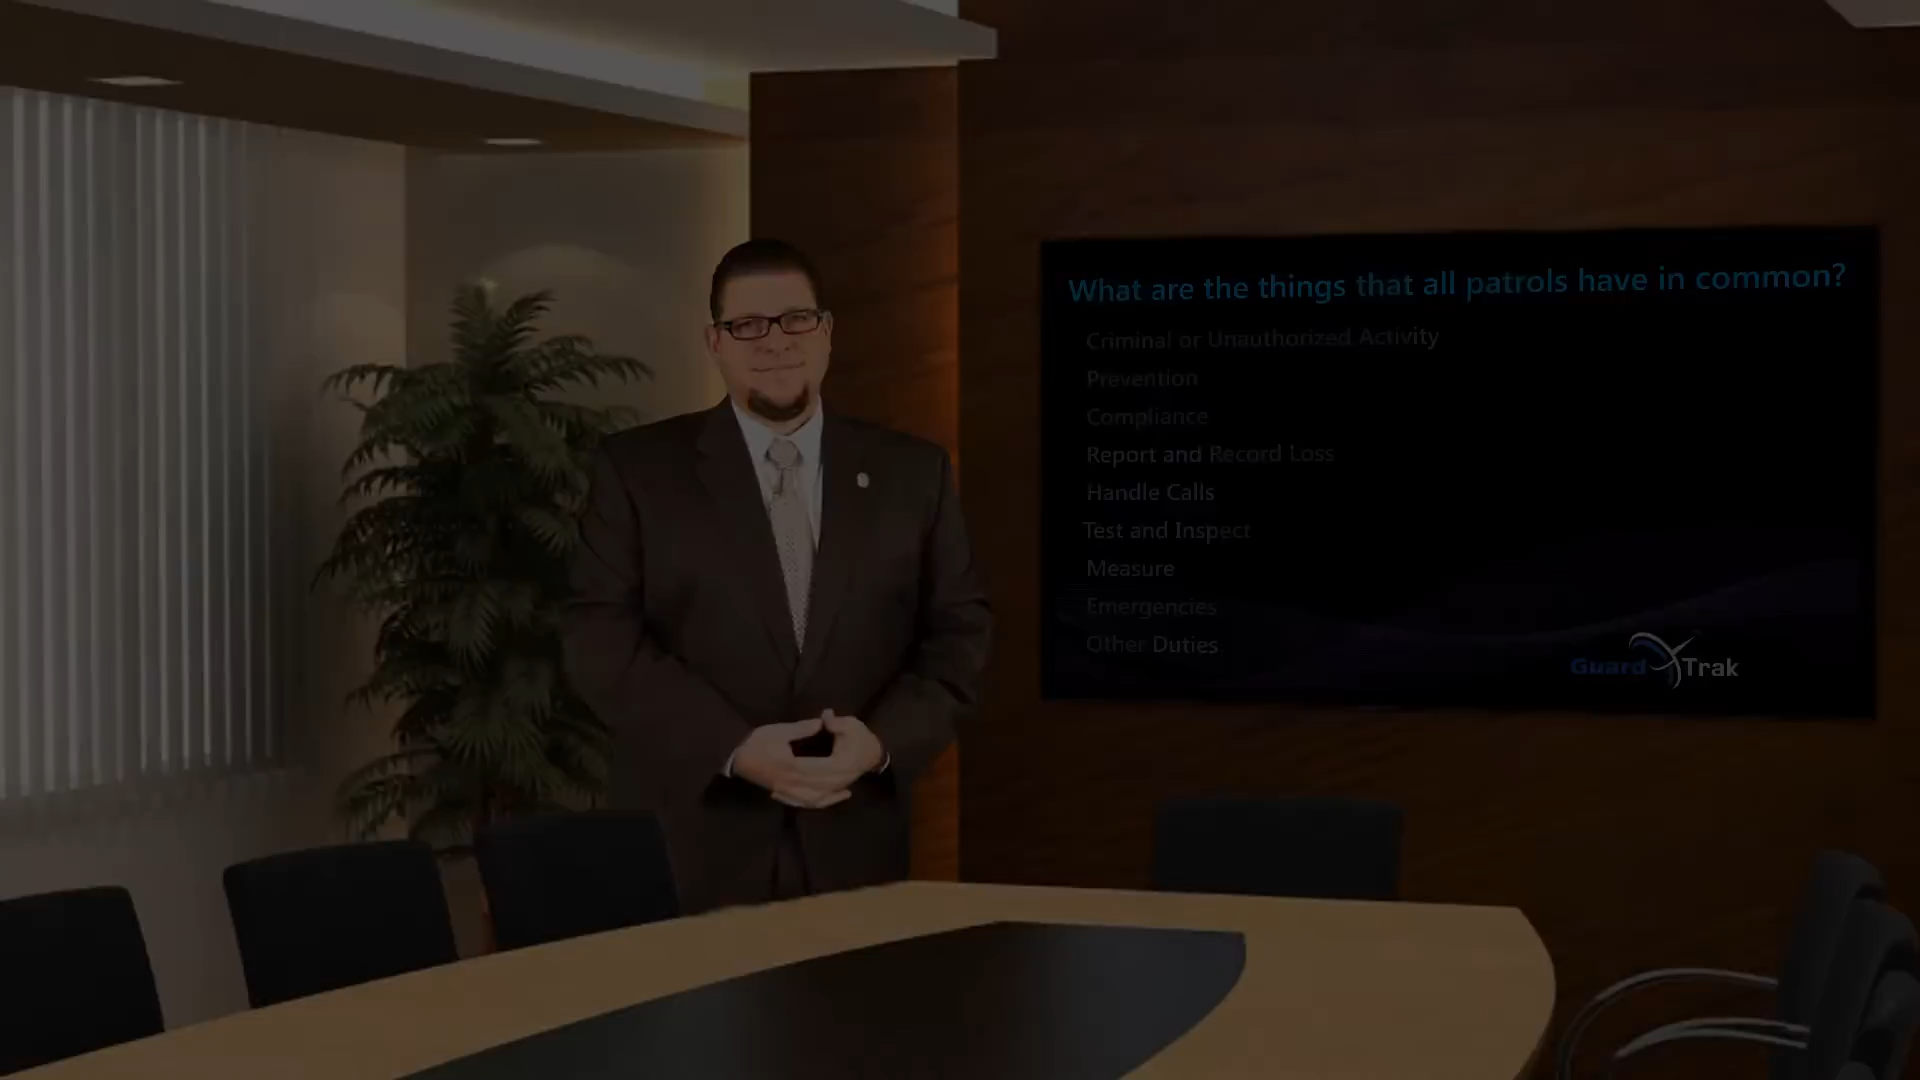 What are the things that all patrols have in common?
Criminal or Unauthorized Activity
Prevention
Compliance
Report and Record Loss
Handle Calls
Test and Inspect
Measure
Emergencies
Other Duties
Guard Trak